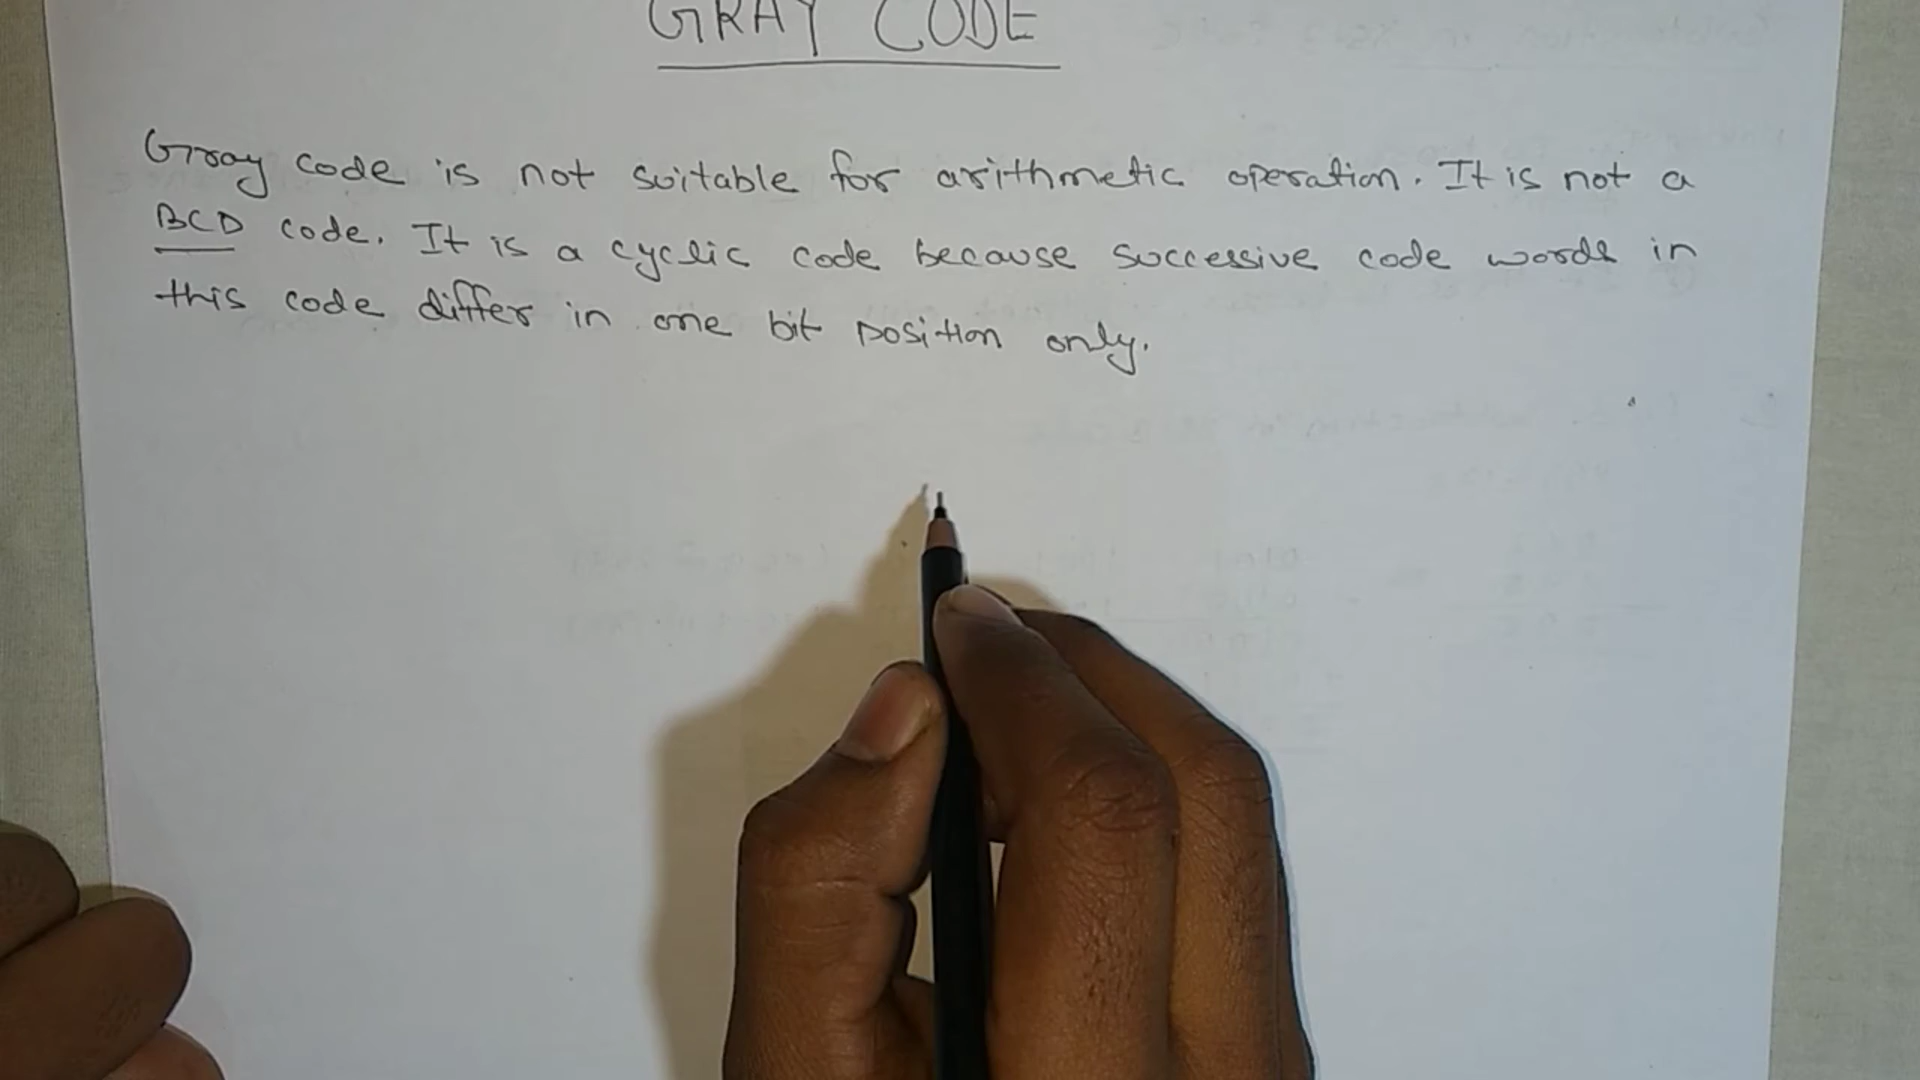 GRAY CODE
Gray code is not suitable for arithmetic operation. It is not a
BCD code. It is a cyclic code because successive code words in
this code differ in one bit position only.